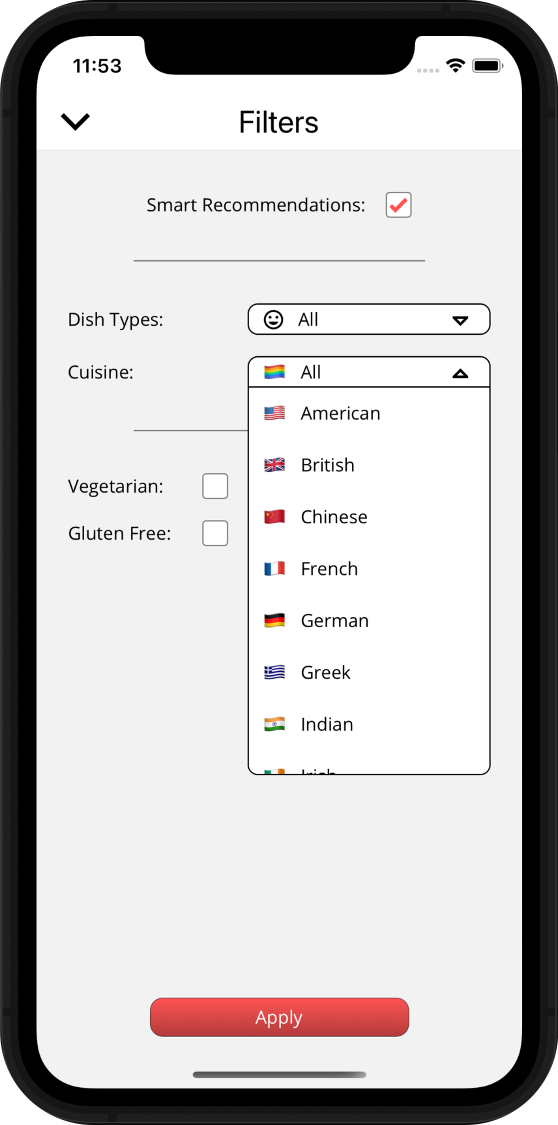 11:53
Filters
Smart Recommendations:
Dish Types: All
Cuisine: All
American
British
Chinese
Vegetarian:
French
Gluten Free:
German
Greek
Indian
Irish
Apply